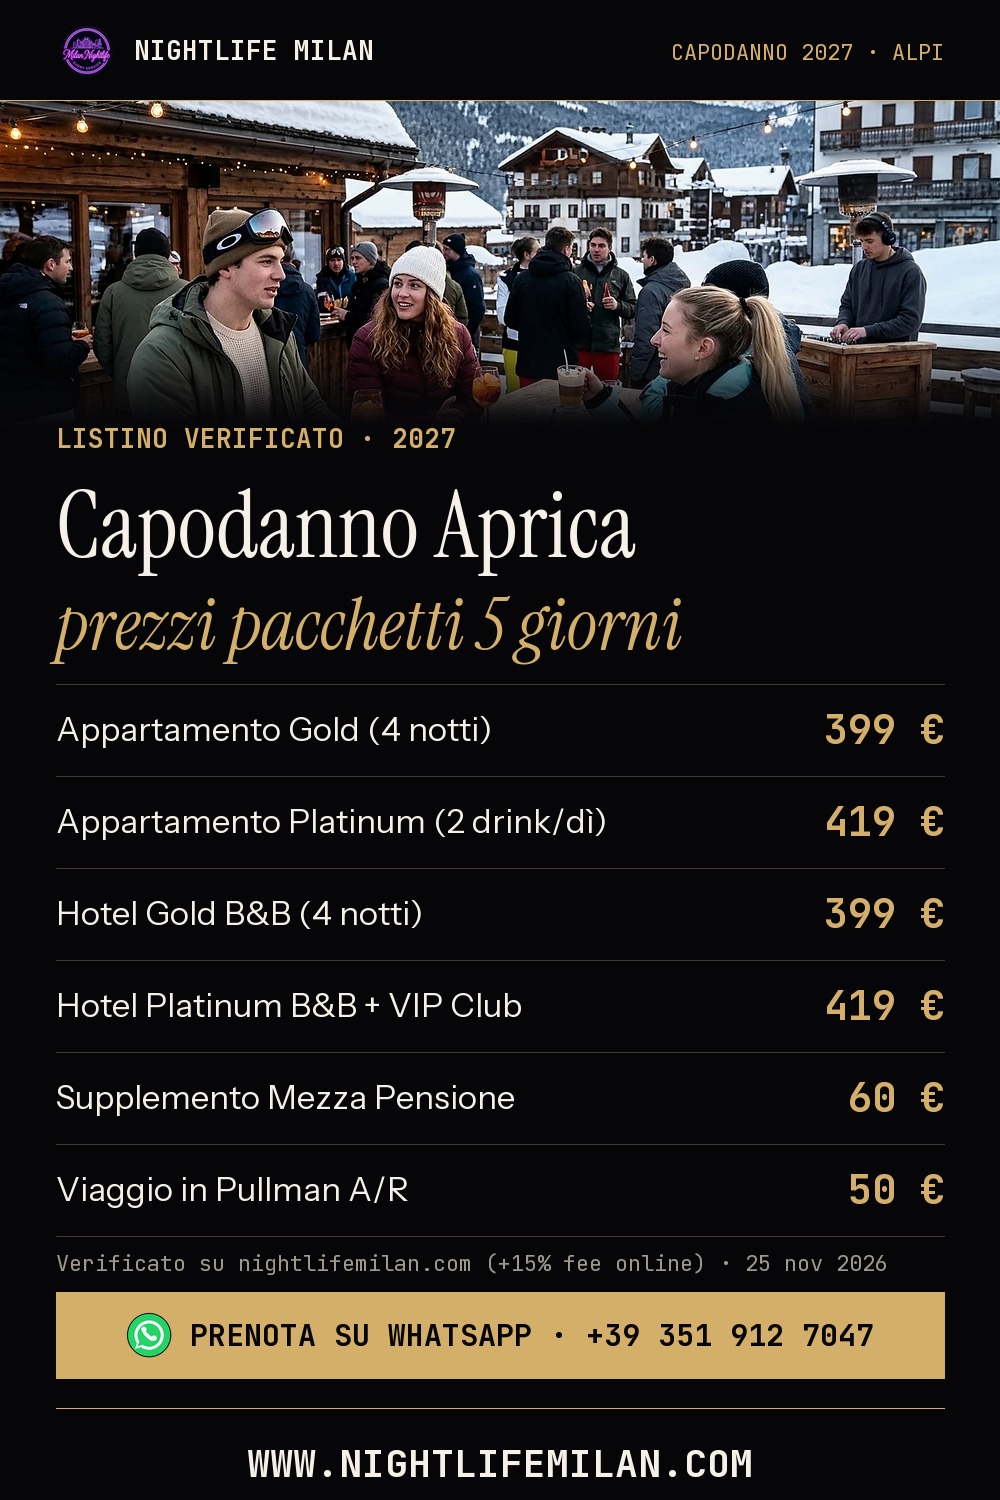 Milan Nightlife
NIGHTLIFE MILAN
CAPODANNO 2027 · ALPI
LISTINO VERIFICATO · 2027
Capodanno Aprica
prezzi pacchetti 5 giorni
Appartamento Gold (4 notti) 399 €
Appartamento Platinum (2 drink/dì) 419 €
Hotel Gold B&B (4 notti) 399 €
Hotel Platinum B&B + VIP Club 419 €
Supplemento Mezza Pensione 60 €
Viaggio in Pullman A/R 50 €
Verificato su nightlifemilan.com (+15% fee online) · 25 nov 2026
PRENOTA SU WHATSAPP · +39 351 912 7047
WWW.NIGHTLIFEMILAN.COM